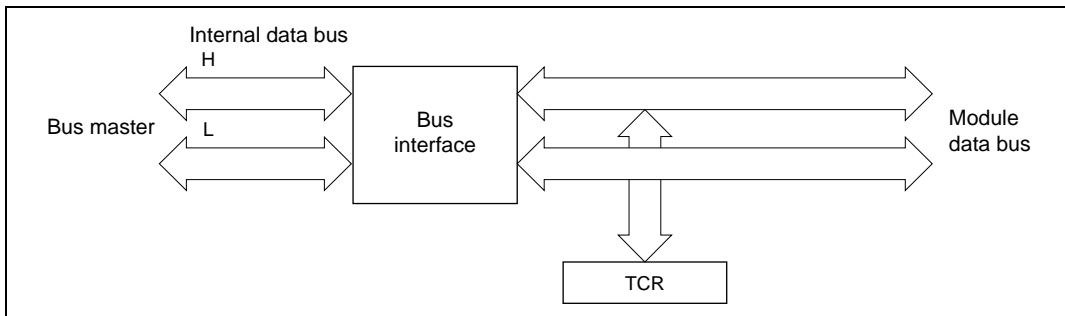 Internal data bus
H
Bus master
L
Bus
interface
Module
data bus
TCR